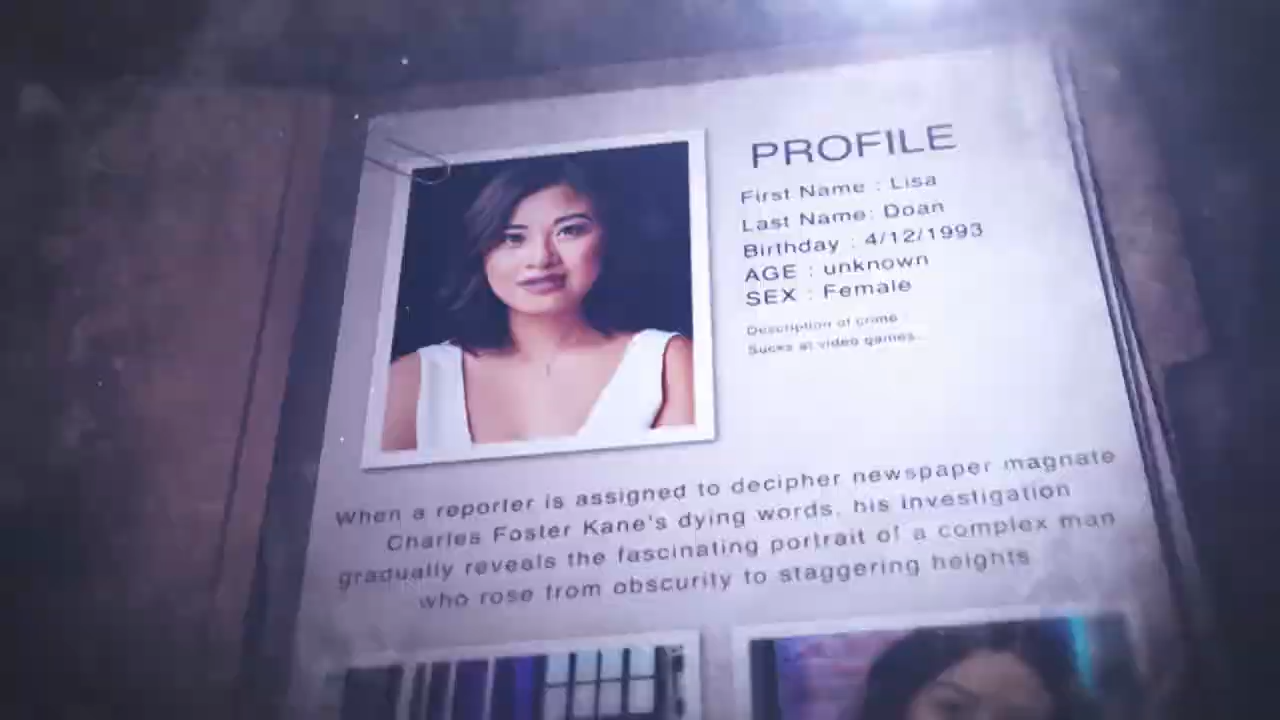 PROFILE
First Name : Lisa
Last Name: Doan
Birthday : 4/12/1993
AGE : unknown
SEX : Female
Description of crime :
Sucks at video games...
When a reporter is assigned to decipher newspaper magnate
Charles Foster Kane's dying words, his investigation
gradually reveals the fascinating portrait of a complex man
who rose from obscurity to staggering heights